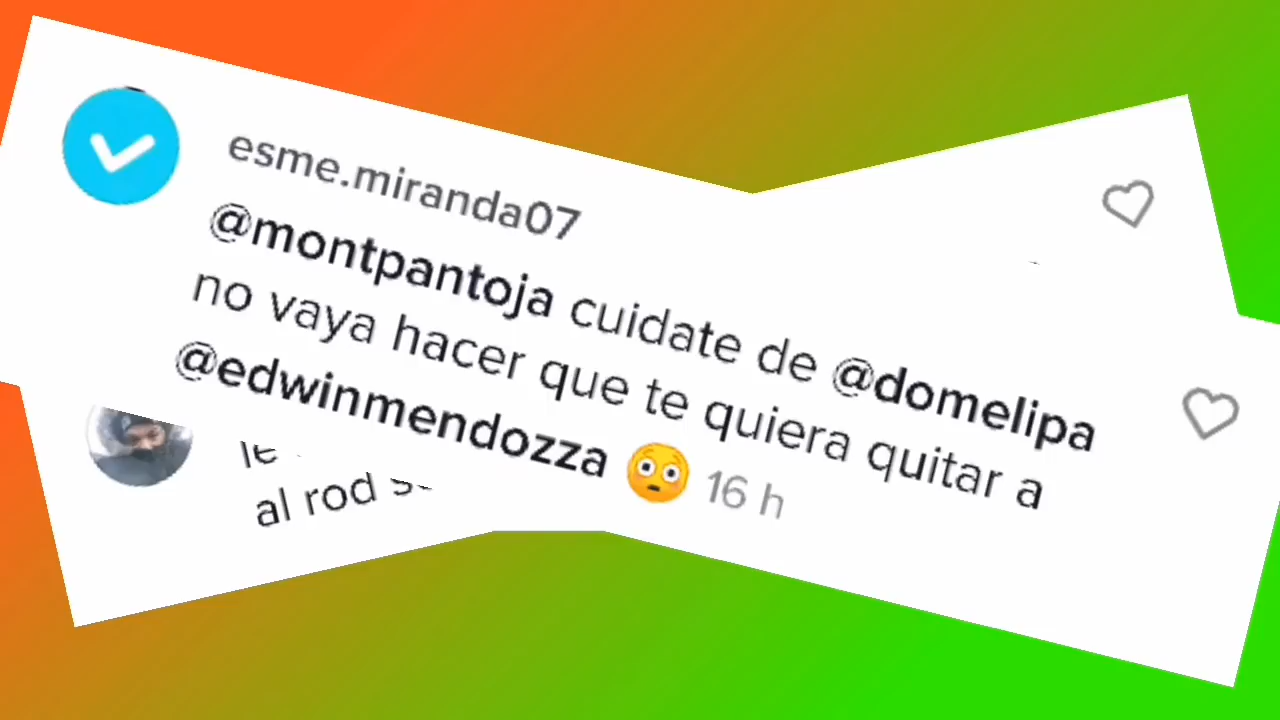 esme.miranda07
@montpantoja cuidate de @domelipa
no vaya hacer que te quiera quitar a
@edwinmendozza 😳 16 h
al rod